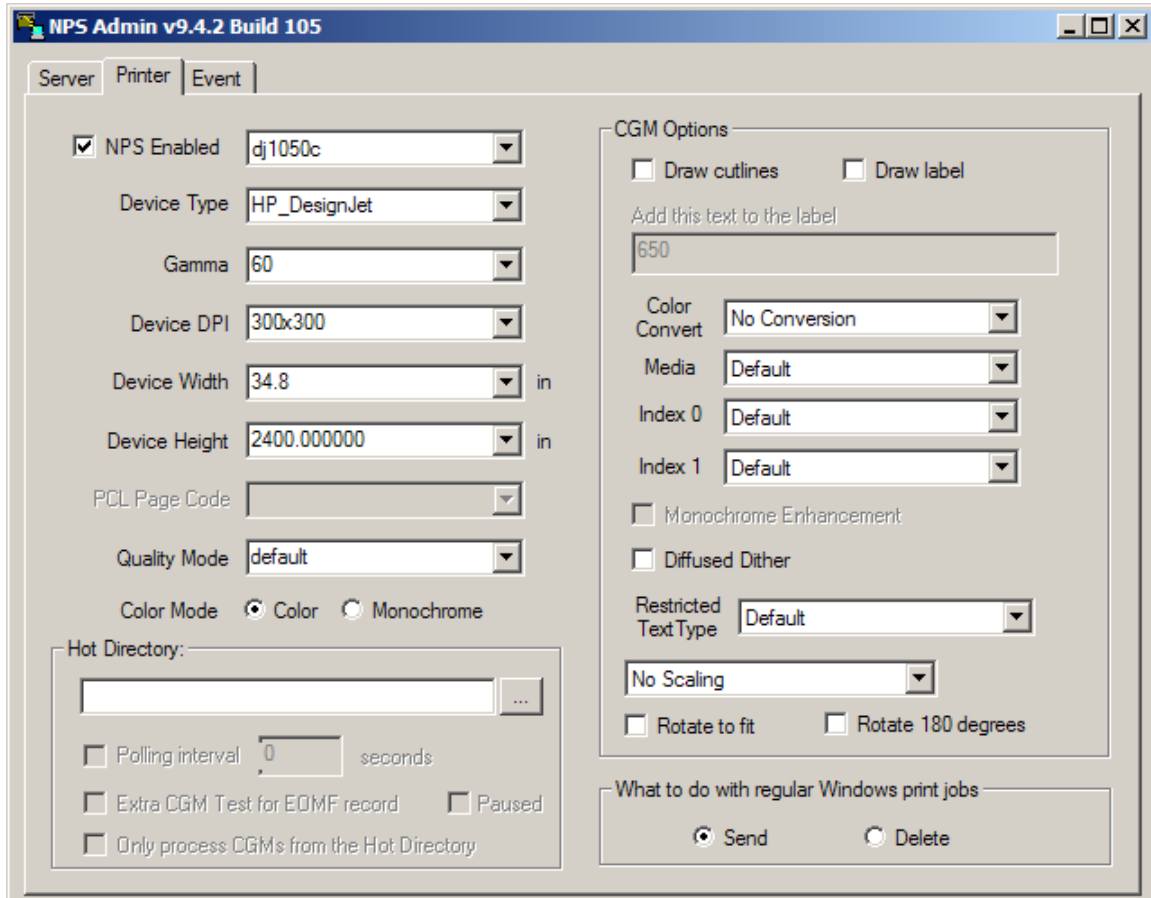 NPS Admin v9.4.2 Build 105
Server Printer Event
NPS Enabled dj1050c
Device Type HP_DesignJet
Gamma 60
Device DPI 300x300
Device Width 34.8 in
Device Height 2400.000000 in
PCL Page Code
Quality Mode default
Color Mode Color Monochrome
Hot Directory:
...
Polling interval 0 seconds
Extra CGM Test for EOMF record Paused
Only process CGMs from the Hot Directory
CGM Options
Draw cutlines Draw label
Add this text to the label
650
Color
Convert No Conversion
Media Default
Index 0 Default
Index 1 Default
Monochrome Enhancement
Diffused Dither
Restricted
TextType Default
No Scaling
Rotate to fit Rotate 180 degrees
What to do with regular Windows print jobs
Send Delete